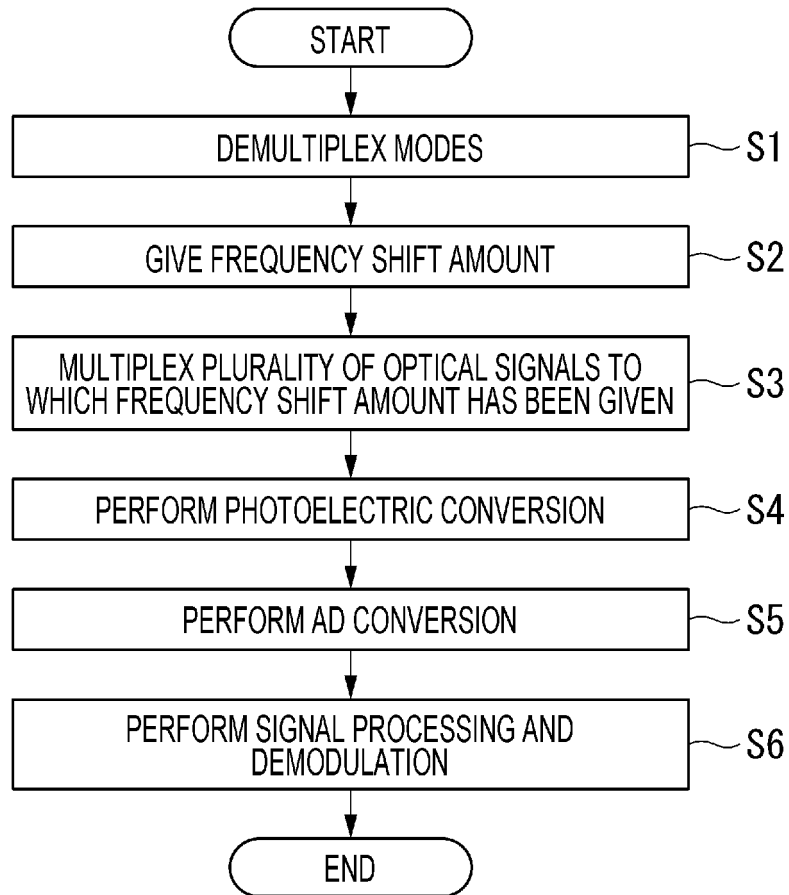 START
DEMULTIPLEX MODES
S1
GIVE FREQUENCY SHIFT AMOUNT
S2
MULTIPLEX PLURALITY OF OPTICAL SIGNALS TO
WHICH FREQUENCY SHIFT AMOUNT HAS BEEN GIVEN
S3
PERFORM PHOTOELECTRIC CONVERSION
S4
PERFORM AD CONVERSION
S5
PERFORM SIGNAL PROCESSING AND
DEMODULATION
S6
END